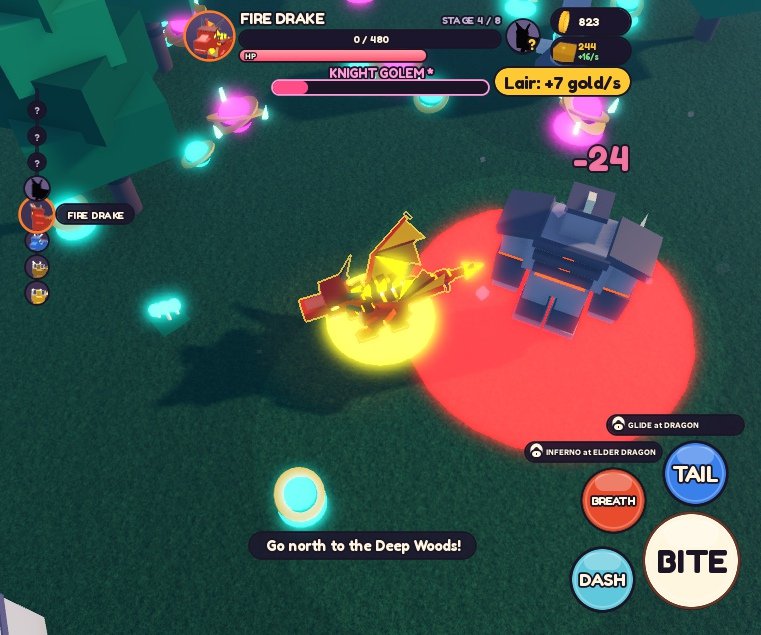 FIRE DRAKE
STAGE 4 / 8
0 / 480
HP
KNIGHT GOLEM *
?
823
244
+16/s
Lair: +7 gold/s
-24
?
?
?
FIRE DRAKE
GLIDE at DRAGON
INFERNO at ELDER DRAGON
TAIL
BREATH
BITE
DASH
Go north to the Deep Woods!